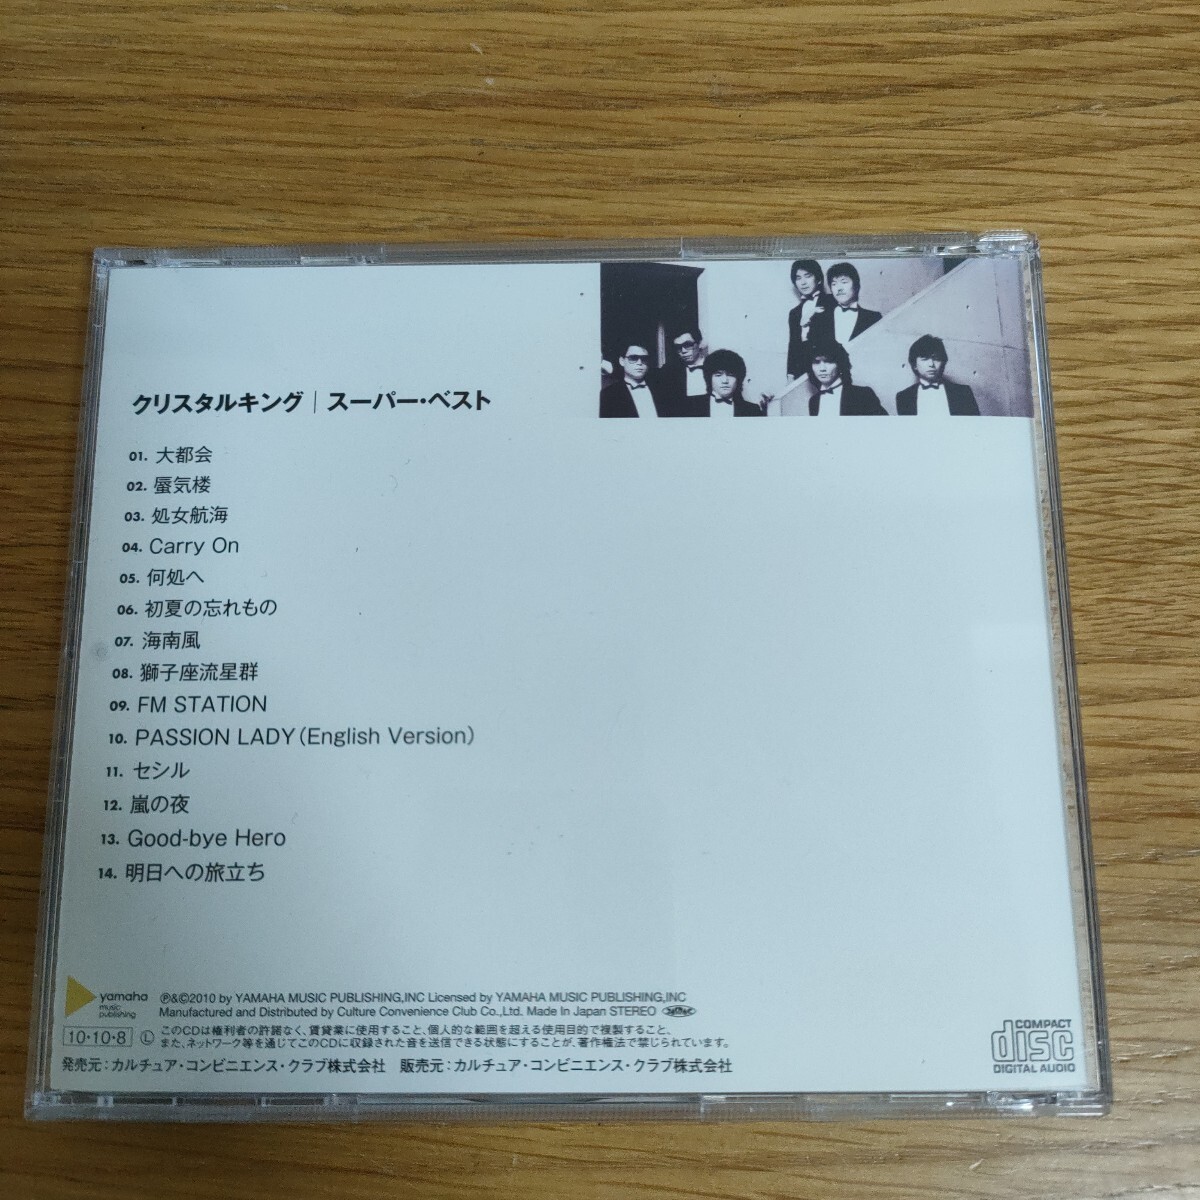 クリスタルキング｜スーパー・ベスト
01. 大都会
02. 蜃気楼
03. 処女航海
04. Carry On
05. 何処へ
06. 初夏の忘れもの
07. 海南風
08. 獅子座流星群
09. FM STATION
10. PASSION LADY（English Version）
11. セシル
12. 嵐の夜
13. Good-bye Hero
14. 明日への旅立ち
yamaha
music
publishing
℗&©2010 by YAMAHA MUSIC PUBLISHING,INC Licensed by YAMAHA MUSIC PUBLISHING,INC
Manufactured and Distributed by Culture Convenience Club Co.,Ltd. Made In Japan STEREO
10・10・8 Ⓛ このCDは権利者の許諾なく、賃貸業に使用すること、個人的な範囲を超える使用目的で複製すること、
また、ネットワーク等を通じてこのCDに収録された音を送信できる状態にすることが、著作権法で禁じられています。
発売元：カルチュア・コンビニエンス・クラブ株式会社 販売元：カルチュア・コンビニエンス・クラブ株式会社
COMPACT
disc
DIGITAL AUDIO